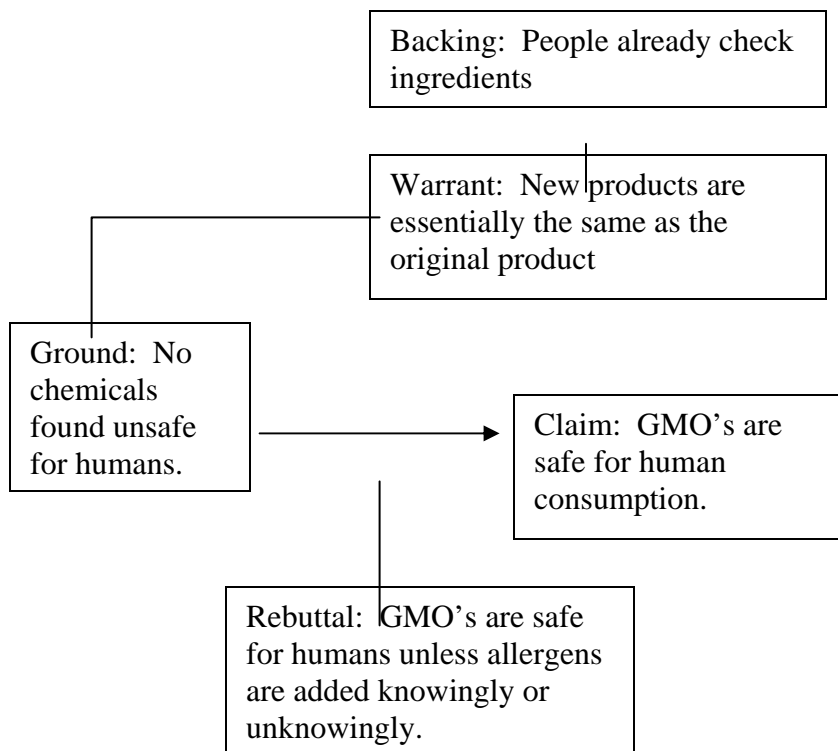 Backing:  People already check
ingredients
Warrant:  New products are
essentially the same as the
original product
Ground:  No
chemicals
found unsafe
for humans.
Claim:  GMO’s are
safe for human
consumption.
Rebuttal:  GMO’s are safe
for humans unless allergens
are added knowingly or
unknowingly.